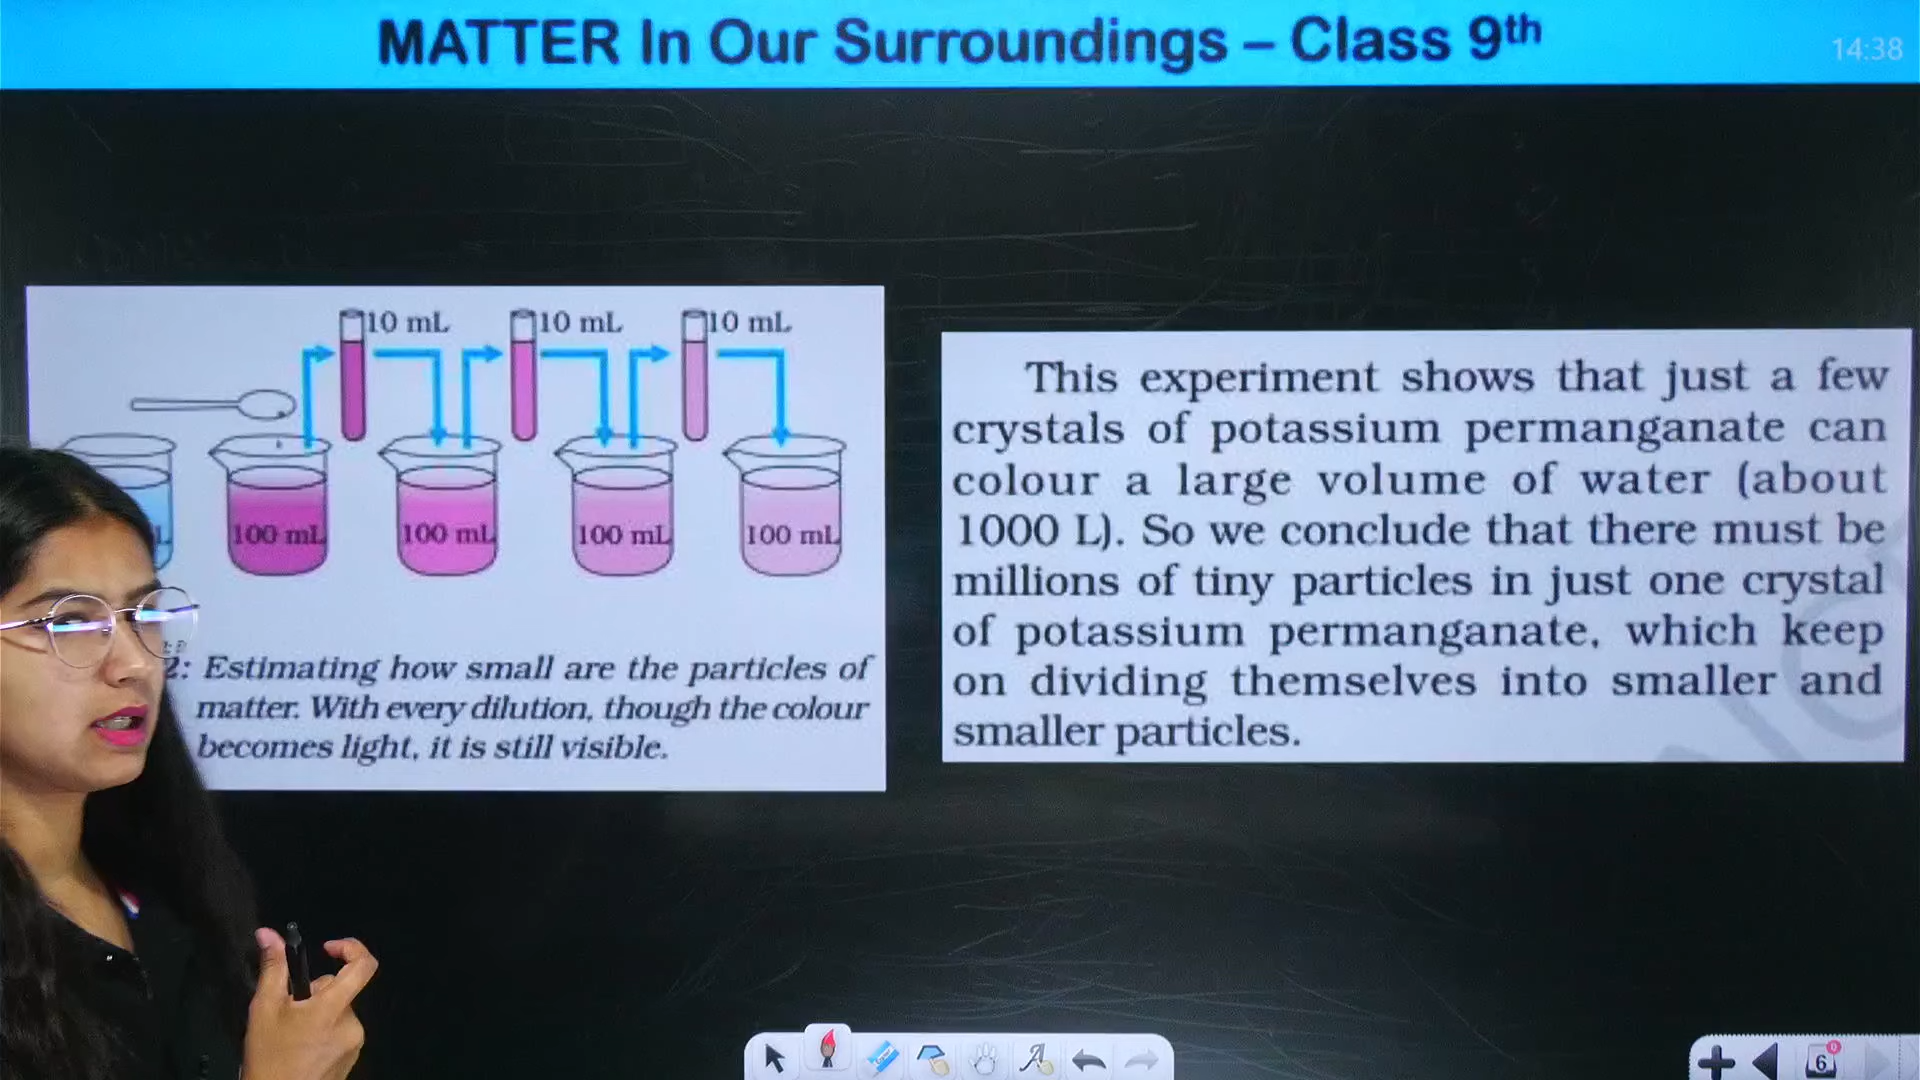 MATTER In Our Surroundings – Class 9th
14:38
10 mL 10 mL 10 mL
L 100 mL 100 mL 100 mL 100 mL
2: Estimating how small are the particles of
matter. With every dilution, though the colour
becomes light, it is still visible.
This experiment shows that just a few
crystals of potassium permanganate can
colour a large volume of water (about
1000 L). So we conclude that there must be
millions of tiny particles in just one crystal
of potassium permanganate, which keep
on dividing themselves into smaller and
smaller particles.
A
6
0